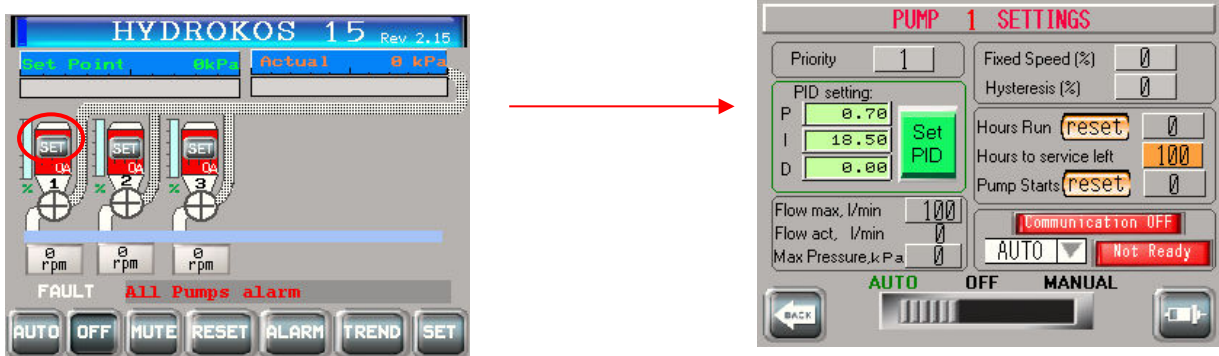 HYDROKOS 15 Rev 2.15
Set Point 0kPa Actual 0 kPa
SET SET SET
0A 0A 0A
% 1 % 2 % 3
0 rpm 0 rpm 0 rpm
FAULT All Pumps alarm
AUTO OFF MUTE RESET ALARM TREND SET
PUMP 1 SETTINGS
Priority 1
PID setting:
P 0.70
I 18.50
D 0.00
Set PID
Flow max, l/min 100
Flow act, l/min 0
Max Pressure,kPa 0
Fixed Speed (%) 0
Hysteresis (%) 0
Hours Run reset 0
Hours to service left 100
Pump Starts reset 0
Communication OFF
AUTO Not Ready
AUTO OFF MANUAL
BACK